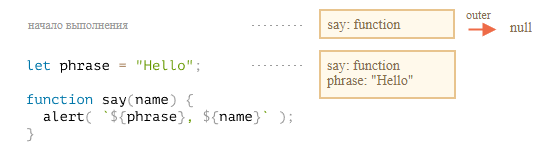 начало выполнения
say: function
outer
null
let phrase = "Hello";
say: function
phrase: "Hello"
function say(name) {
  alert( `${phrase}, ${name}` );
}